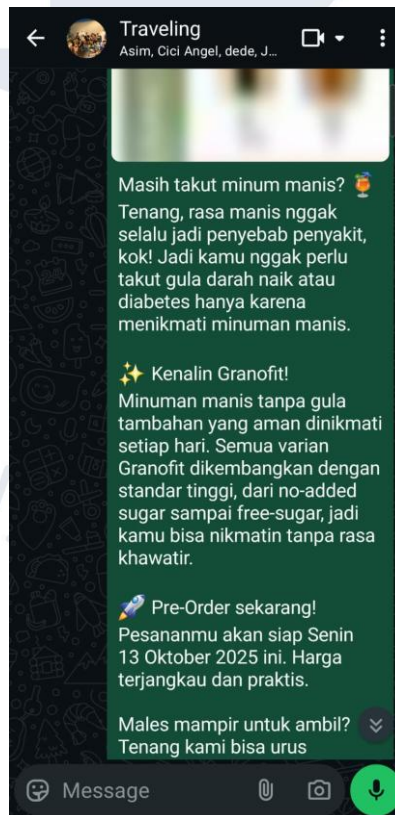 Traveling
Asim, Cici Angel, dede, J...
Masih takut minum manis? 🍹
Tenang, rasa manis nggak
selalu jadi penyebab penyakit,
kok! Jadi kamu nggak perlu
takut gula darah naik atau
diabetes hanya karena
menikmati minuman manis.
✨ Kenalin Granofit!
Minuman manis tanpa gula
tambahan yang aman dinikmati
setiap hari. Semua varian
Granofit dikembangkan dengan
standar tinggi, dari no-added
sugar sampai free-sugar, jadi
kamu bisa nikmatin tanpa rasa
khawatir.
🚀 Pre-Order sekarang!
Pesananmu akan siap Senin
13 Oktober 2025 ini. Harga
terjangkau dan praktis.
Males mampir untuk ambil?
Tenang kami bisa urus
Message